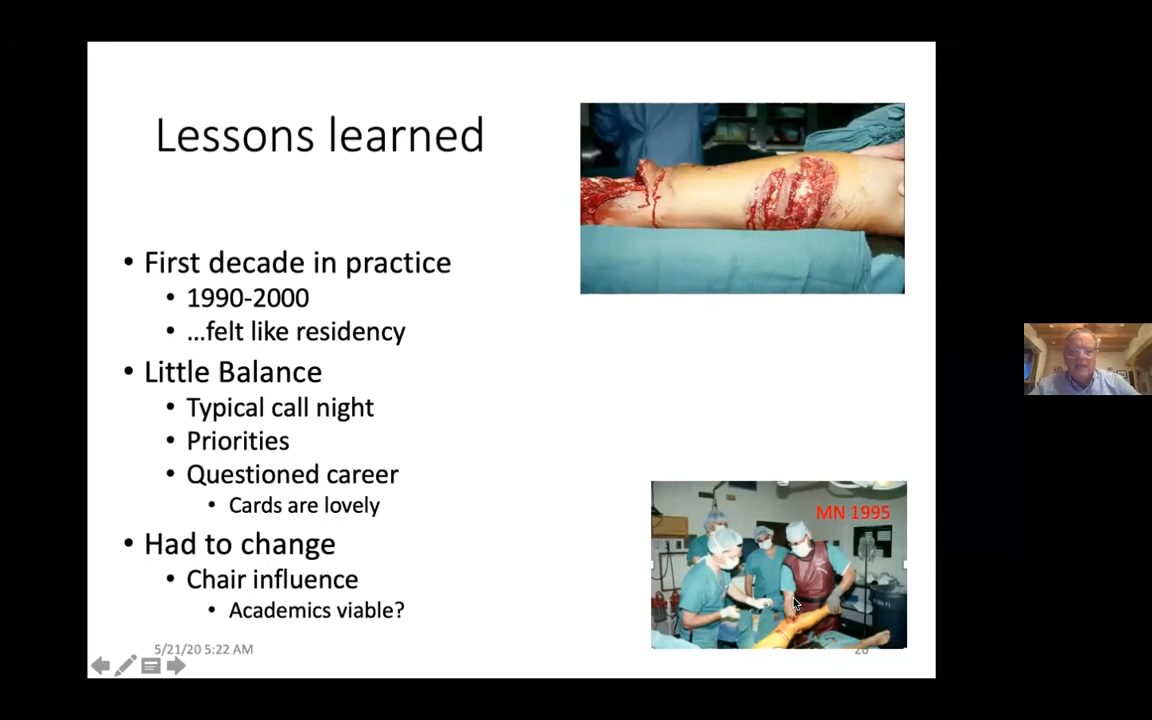 Lessons learned
• First decade in practice
• 1990-2000
• …felt like residency
• Little Balance
• Typical call night
• Priorities
• Questioned career
• Cards are lovely
• Had to change
• Chair influence
• Academics viable?
MN 1995
5/21/20 5:22 AM